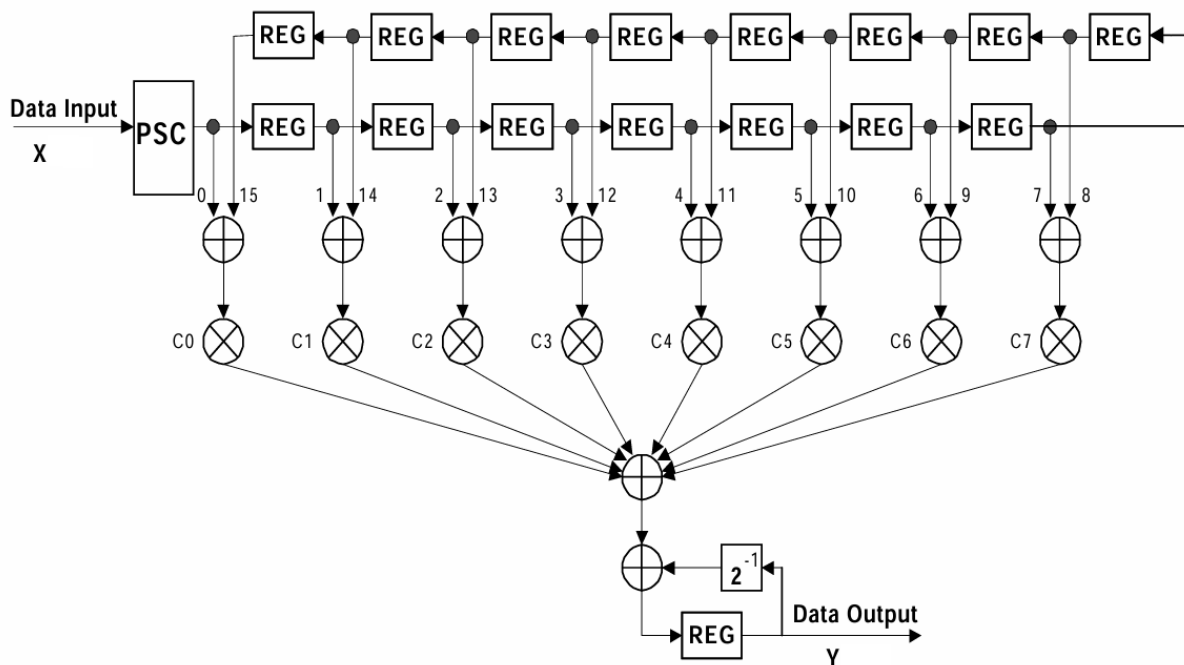 REG REG REG REG REG REG REG REG
Data Input
PSC
REG REG REG REG REG REG REG
X
0 15 1 14 2 13 3 12 4 11 5 10 6 9 7 8
C0 C1 C2 C3 C4 C5 C6 C7
2⁻¹
Data Output
REG
Y